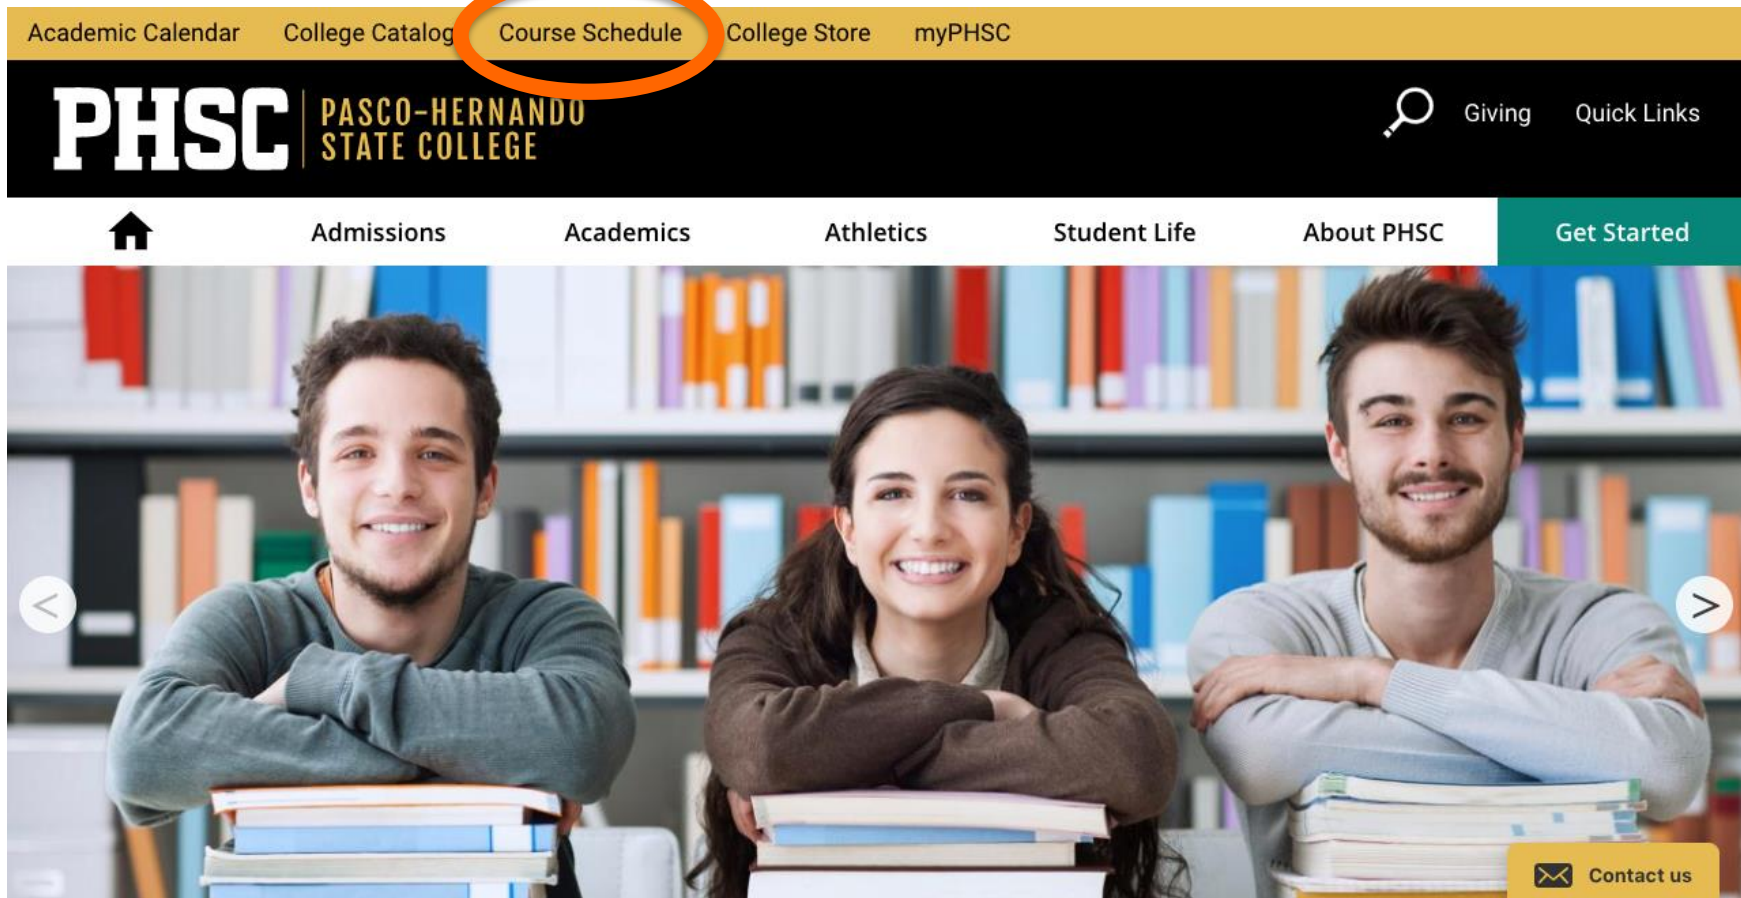 Academic Calendar College Catalog Course Schedule College Store myPHSC
PHSC PASCO-HERNANDO
STATE COLLEGE
Giving Quick Links
Admissions Academics Athletics Student Life About PHSC Get Started
< >
Contact us